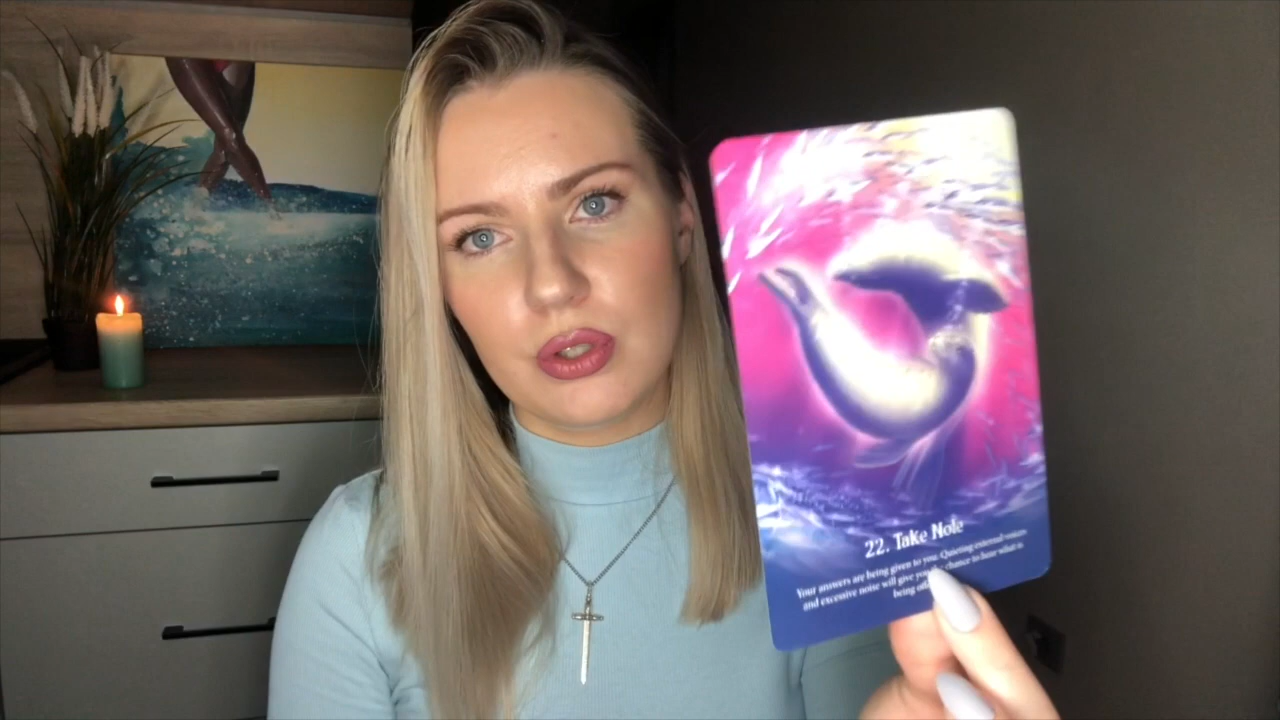 22. Take Note
Your answers are being given to you. Quieting external voices
and excessive noise will give you the chance to hear what is
being